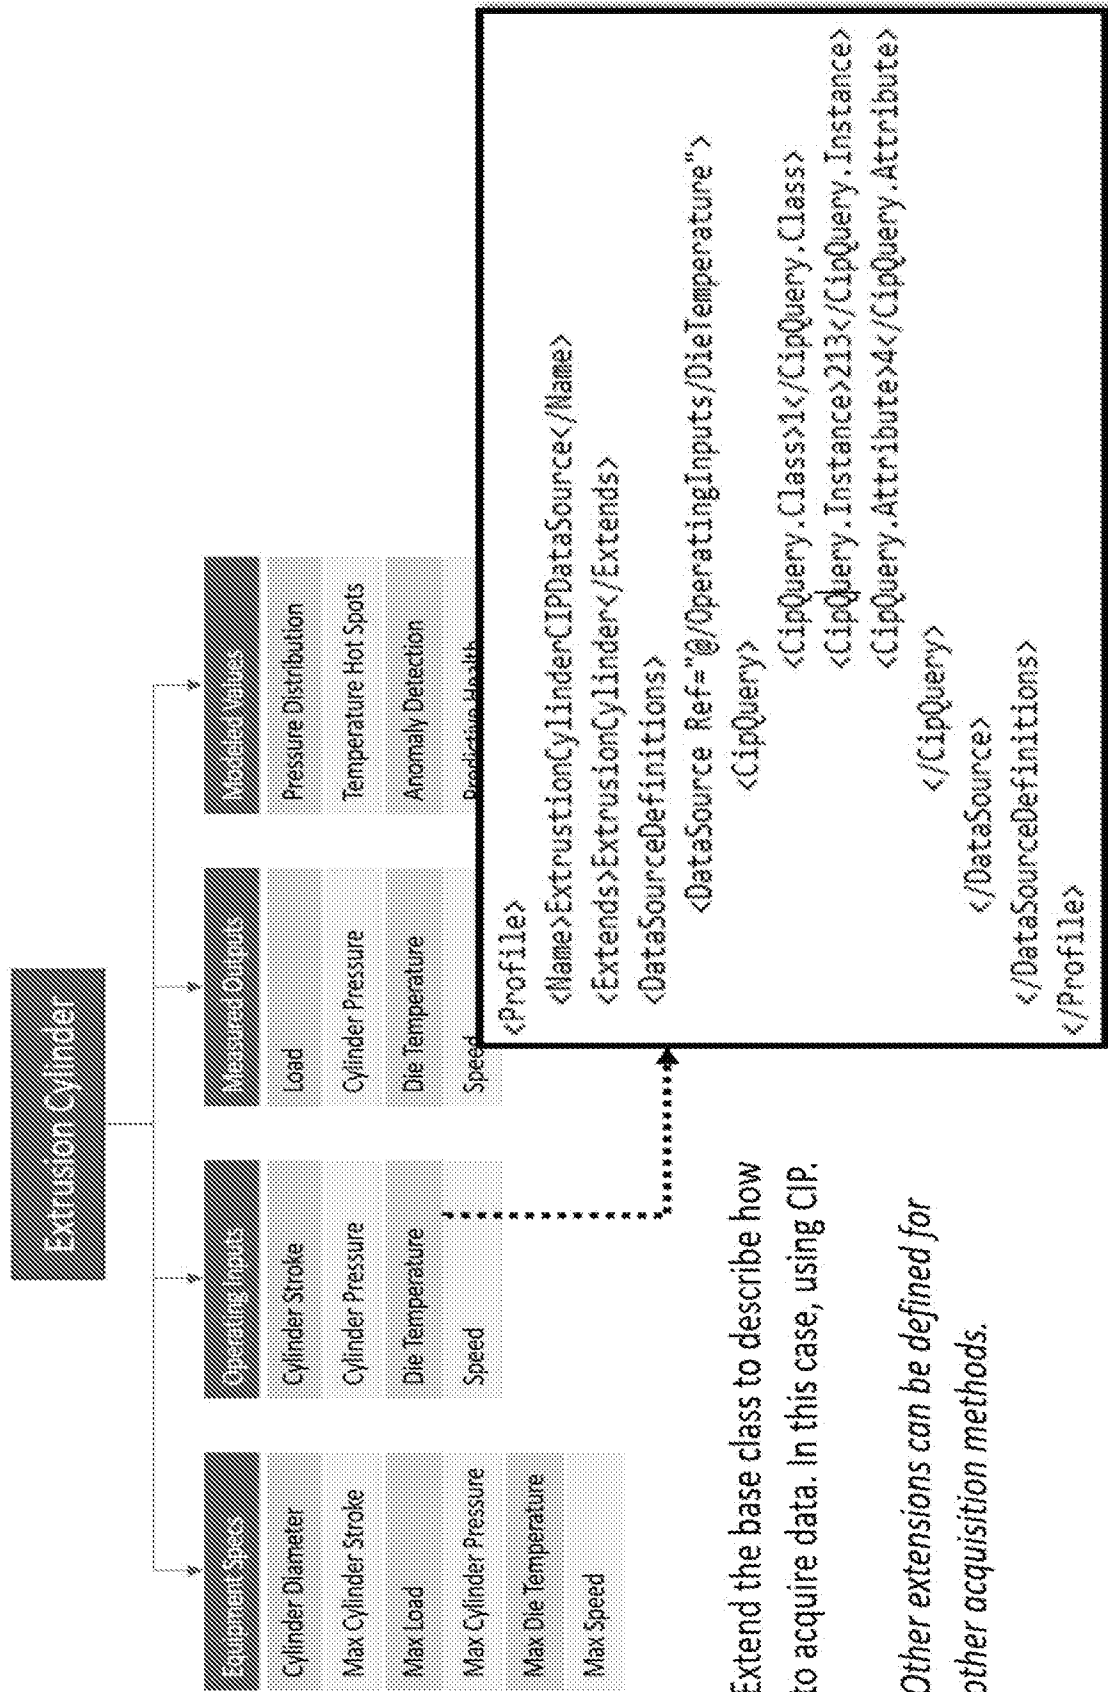 Extrusion Cylinder
Equipment Specs
Cylinder Diameter
Max Cylinder Stroke
Max Load
Max Cylinder Pressure
Max Die Temperature
Max Speed
Operating Inputs
Cylinder Stroke
Cylinder Pressure
Die Temperature
Speed
Measured Outputs
Load
Cylinder Pressure
Die Temperature
Speed
Modeled Values
Pressure Distribution
Temperature Hot Spots
Anomaly Detection
Predictive Health
Extend the base class to describe how
to acquire data. In this case, using CIP.
Other extensions can be defined for
other acquisition methods.
<Profile>
<Name>ExtrustionCylinderCIPDataSource</Name>
<Extends>ExtrusionCylinder</Extends>
<DataSourceDefinitions>
<DataSource Ref="@/OperatingInputs/DieTemperature">
<CipQuery>
<CipQuery.Class>1</CipQuery.Class>
<CipQuery.Instance>213</CipQuery.Instance>
<CipQuery.Attribute>4</CipQuery.Attribute>
</CipQuery>
</DataSource>
</DataSourceDefinitions>
</Profile>